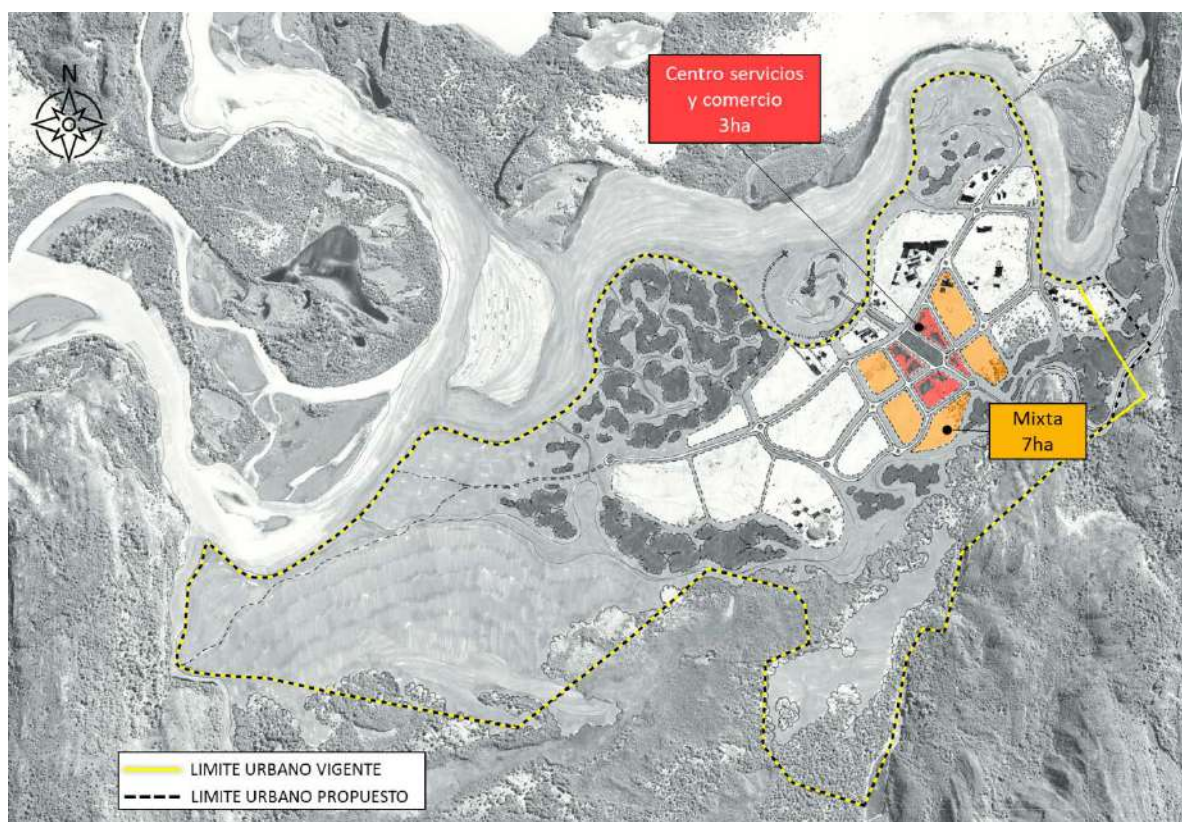 N
Centro servicios
y comercio
3ha
Mixta
7ha
LIMITE URBANO VIGENTE
LIMITE URBANO PROPUESTO